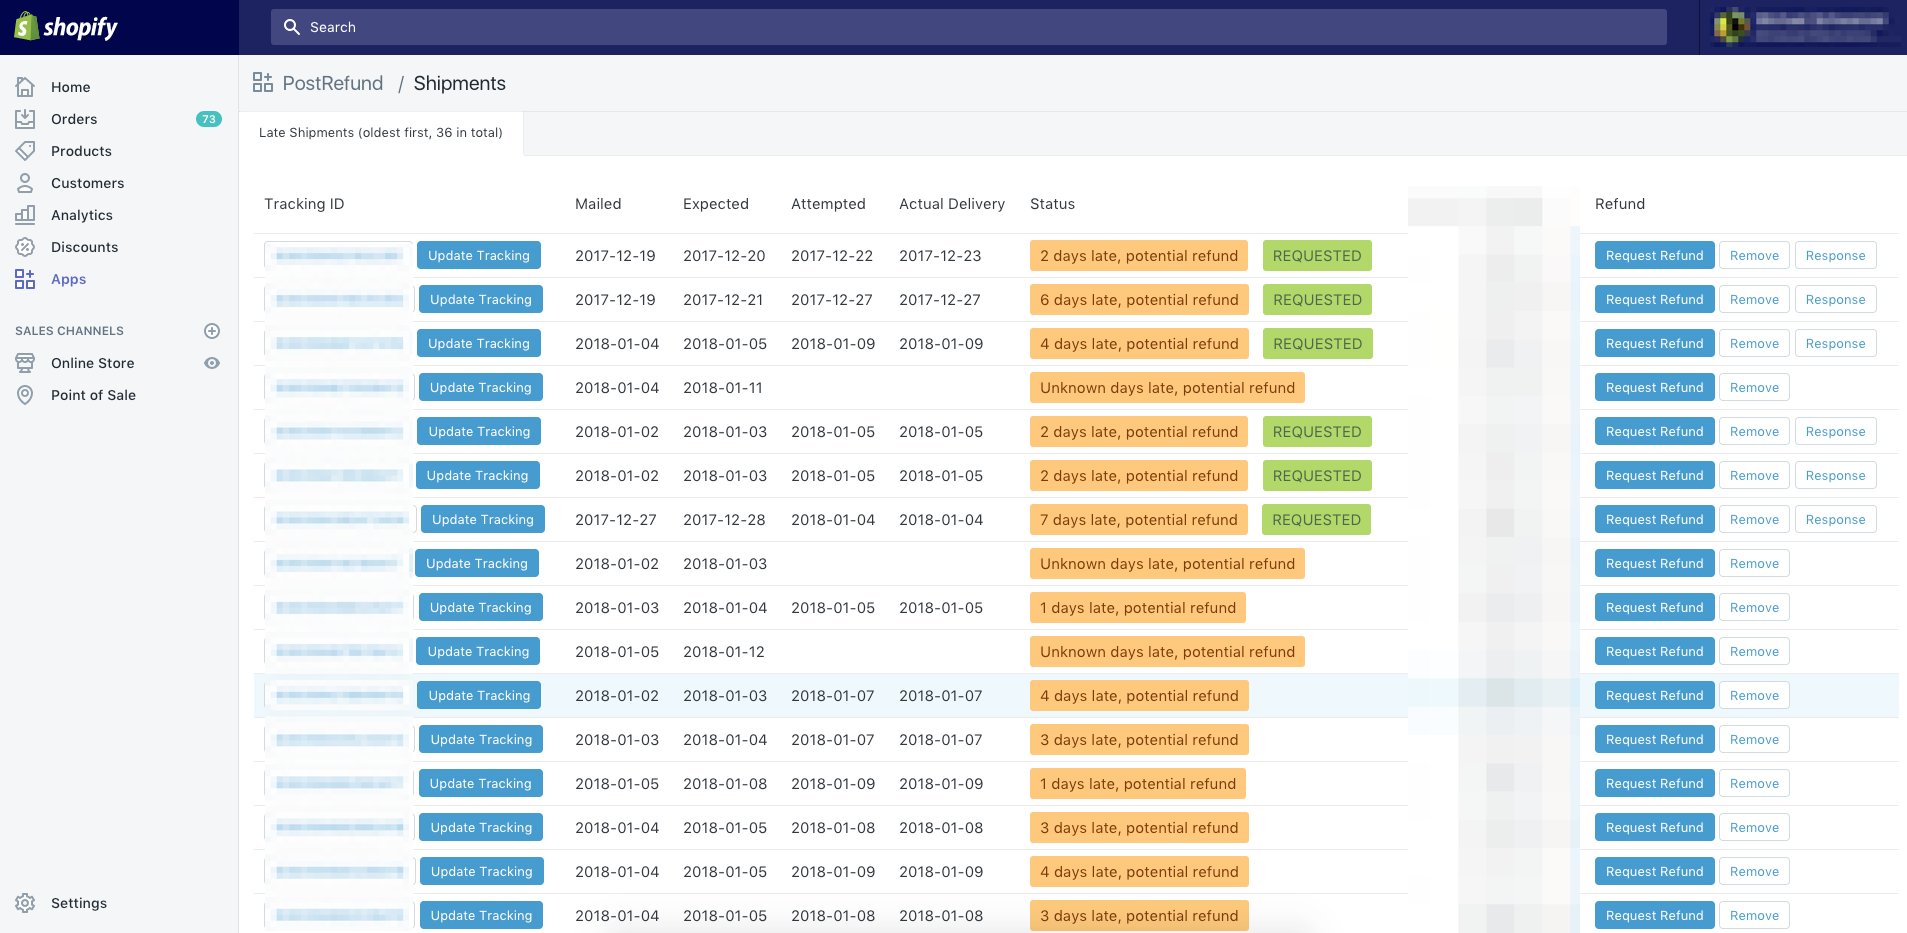 shopify
Search
Home
Orders 73
Products
Customers
Analytics
Discounts
Apps
SALES CHANNELS
Online Store
Point of Sale
Settings
PostRefund / Shipments
Late Shipments (oldest first, 36 in total)
Tracking ID Mailed Expected Attempted Actual Delivery Status Refund
Update Tracking 2017-12-19 2017-12-20 2017-12-22 2017-12-23 2 days late, potential refund REQUESTED Request Refund Remove Response
Update Tracking 2017-12-19 2017-12-21 2017-12-27 2017-12-27 6 days late, potential refund REQUESTED Request Refund Remove Response
Update Tracking 2018-01-04 2018-01-05 2018-01-09 2018-01-09 4 days late, potential refund REQUESTED Request Refund Remove Response
Update Tracking 2018-01-04 2018-01-11 Unknown days late, potential refund Request Refund Remove
Update Tracking 2018-01-02 2018-01-03 2018-01-05 2018-01-05 2 days late, potential refund REQUESTED Request Refund Remove Response
Update Tracking 2018-01-02 2018-01-03 2018-01-05 2018-01-05 2 days late, potential refund REQUESTED Request Refund Remove Response
Update Tracking 2017-12-27 2017-12-28 2018-01-04 2018-01-04 7 days late, potential refund REQUESTED Request Refund Remove Response
Update Tracking 2018-01-02 2018-01-03 Unknown days late, potential refund Request Refund Remove
Update Tracking 2018-01-03 2018-01-04 2018-01-05 2018-01-05 1 days late, potential refund Request Refund Remove
Update Tracking 2018-01-05 2018-01-12 Unknown days late, potential refund Request Refund Remove
Update Tracking 2018-01-02 2018-01-03 2018-01-07 2018-01-07 4 days late, potential refund Request Refund Remove
Update Tracking 2018-01-03 2018-01-04 2018-01-07 2018-01-07 3 days late, potential refund Request Refund Remove
Update Tracking 2018-01-05 2018-01-08 2018-01-09 2018-01-09 1 days late, potential refund Request Refund Remove
Update Tracking 2018-01-04 2018-01-05 2018-01-08 2018-01-08 3 days late, potential refund Request Refund Remove
Update Tracking 2018-01-04 2018-01-05 2018-01-09 2018-01-09 4 days late, potential refund Request Refund Remove
Update Tracking 2018-01-04 2018-01-05 2018-01-08 2018-01-08 3 days late, potential refund Request Refund Remove